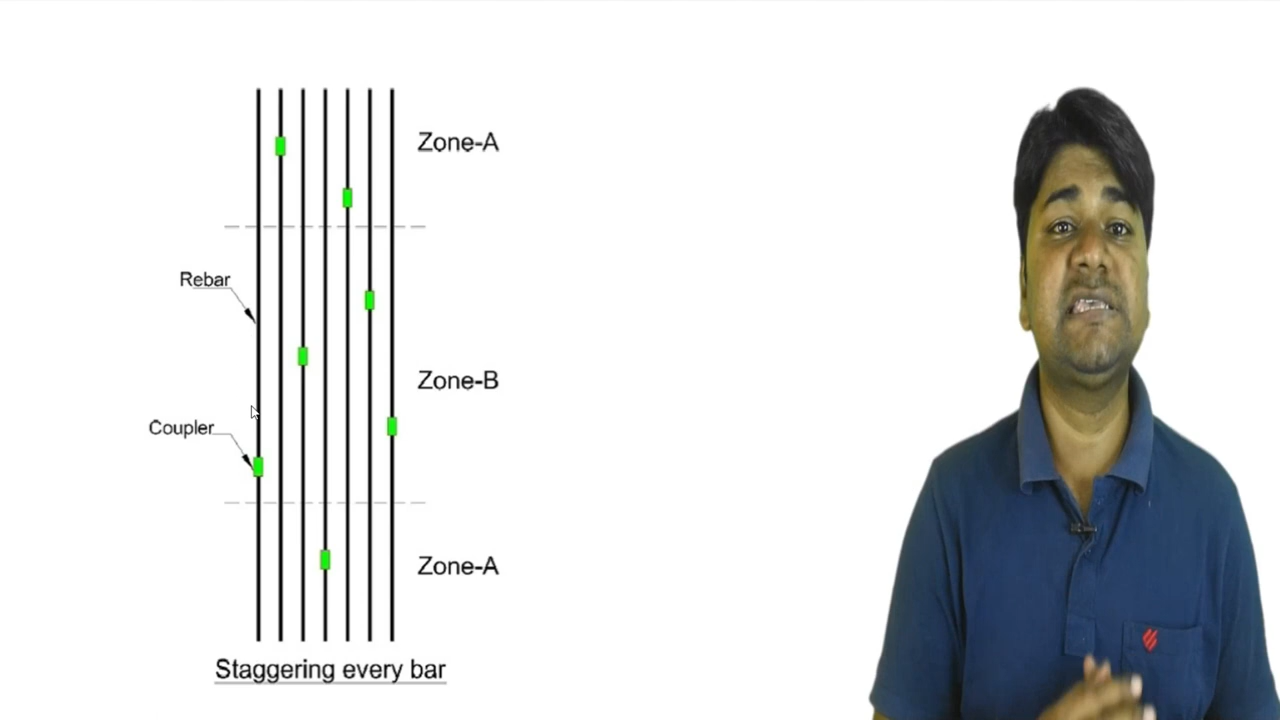 Zone-A
Rebar
Zone-B
Coupler
Zone-A
Staggering every bar